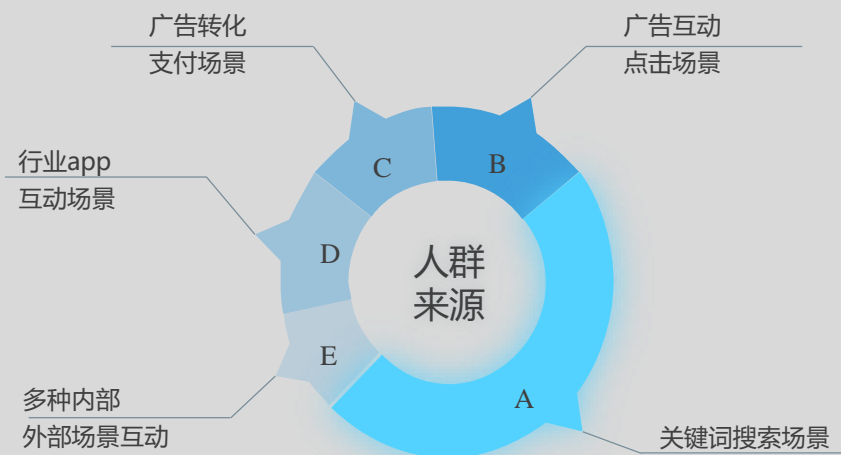 广告转化
支付场景
广告互动
点击场景
行业app
互动场景
C
B
D
人群
来源
E
A
多种内部
外部场景互动
关键词搜索场景